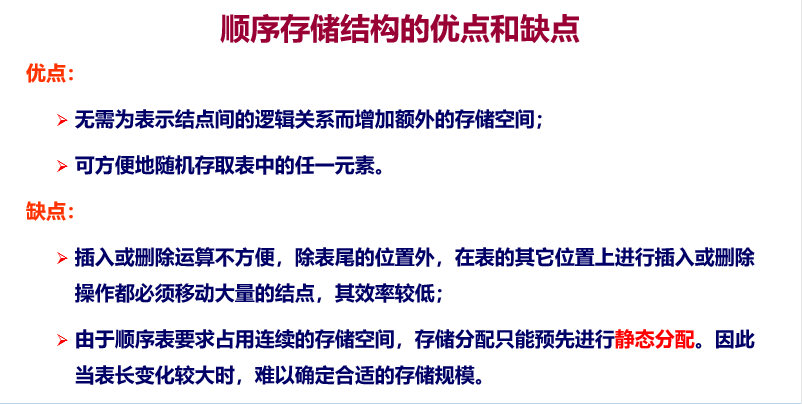 顺序存储结构的优点和缺点
优点：
无需为表示结点间的逻辑关系而增加额外的存储空间；
可方便地随机存取表中的任一元素。
缺点：
插入或删除运算不方便，除表尾的位置外，在表的其它位置上进行插入或删除
操作都必须移动大量的结点，其效率较低；
由于顺序表要求占用连续的存储空间，存储分配只能预先进行静态分配。因此
当表长变化较大时，难以确定合适的存储规模。